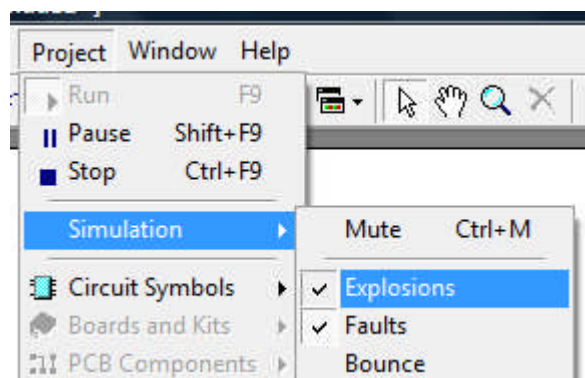 Project Window Help
Run F9
Pause Shift+F9
Stop Ctrl+F9
Simulation
Mute Ctrl+M
Circuit Symbols
Explosions
Boards and Kits
Faults
PCB Components
Bounce